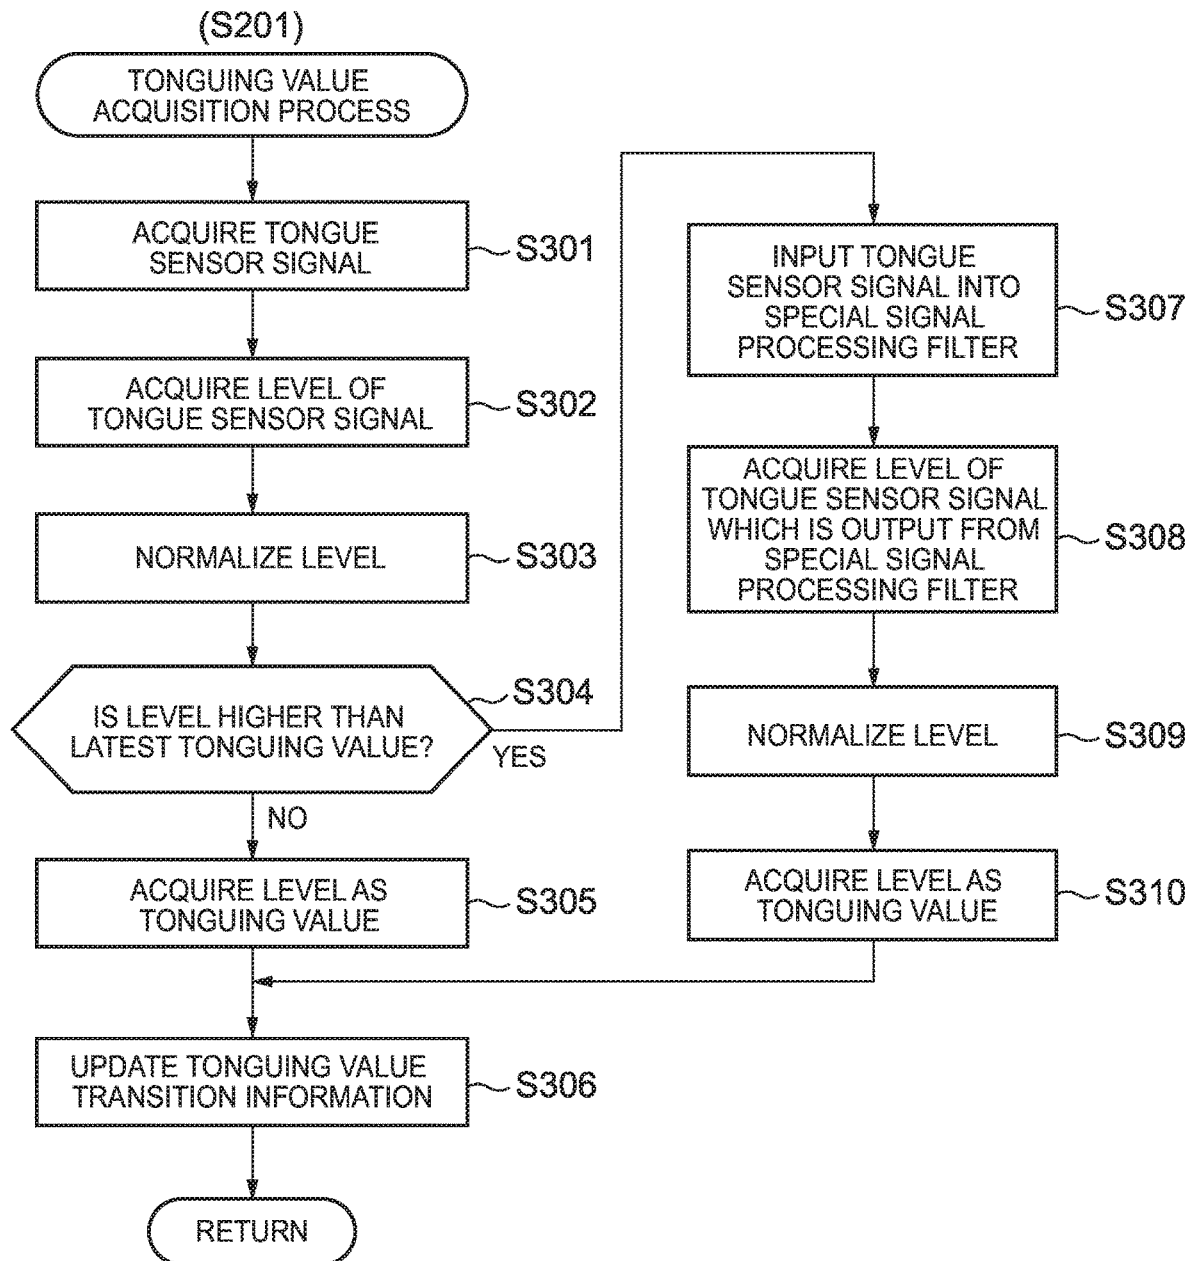 (S201)
TONGUING VALUE
ACQUISITION PROCESS
ACQUIRE TONGUE
SENSOR SIGNAL
S301
ACQUIRE LEVEL OF
TONGUE SENSOR SIGNAL
S302
NORMALIZE LEVEL
S303
IS LEVEL HIGHER THAN
LATEST TONGUING VALUE?
S304
YES
NO
ACQUIRE LEVEL AS
TONGUING VALUE
S305
UPDATE TONGUING VALUE
TRANSITION INFORMATION
S306
RETURN
INPUT TONGUE
SENSOR SIGNAL INTO
SPECIAL SIGNAL
PROCESSING FILTER
S307
ACQUIRE LEVEL OF
TONGUE SENSOR SIGNAL
WHICH IS OUTPUT FROM
SPECIAL SIGNAL
PROCESSING FILTER
S308
NORMALIZE LEVEL
S309
ACQUIRE LEVEL AS
TONGUING VALUE
S310